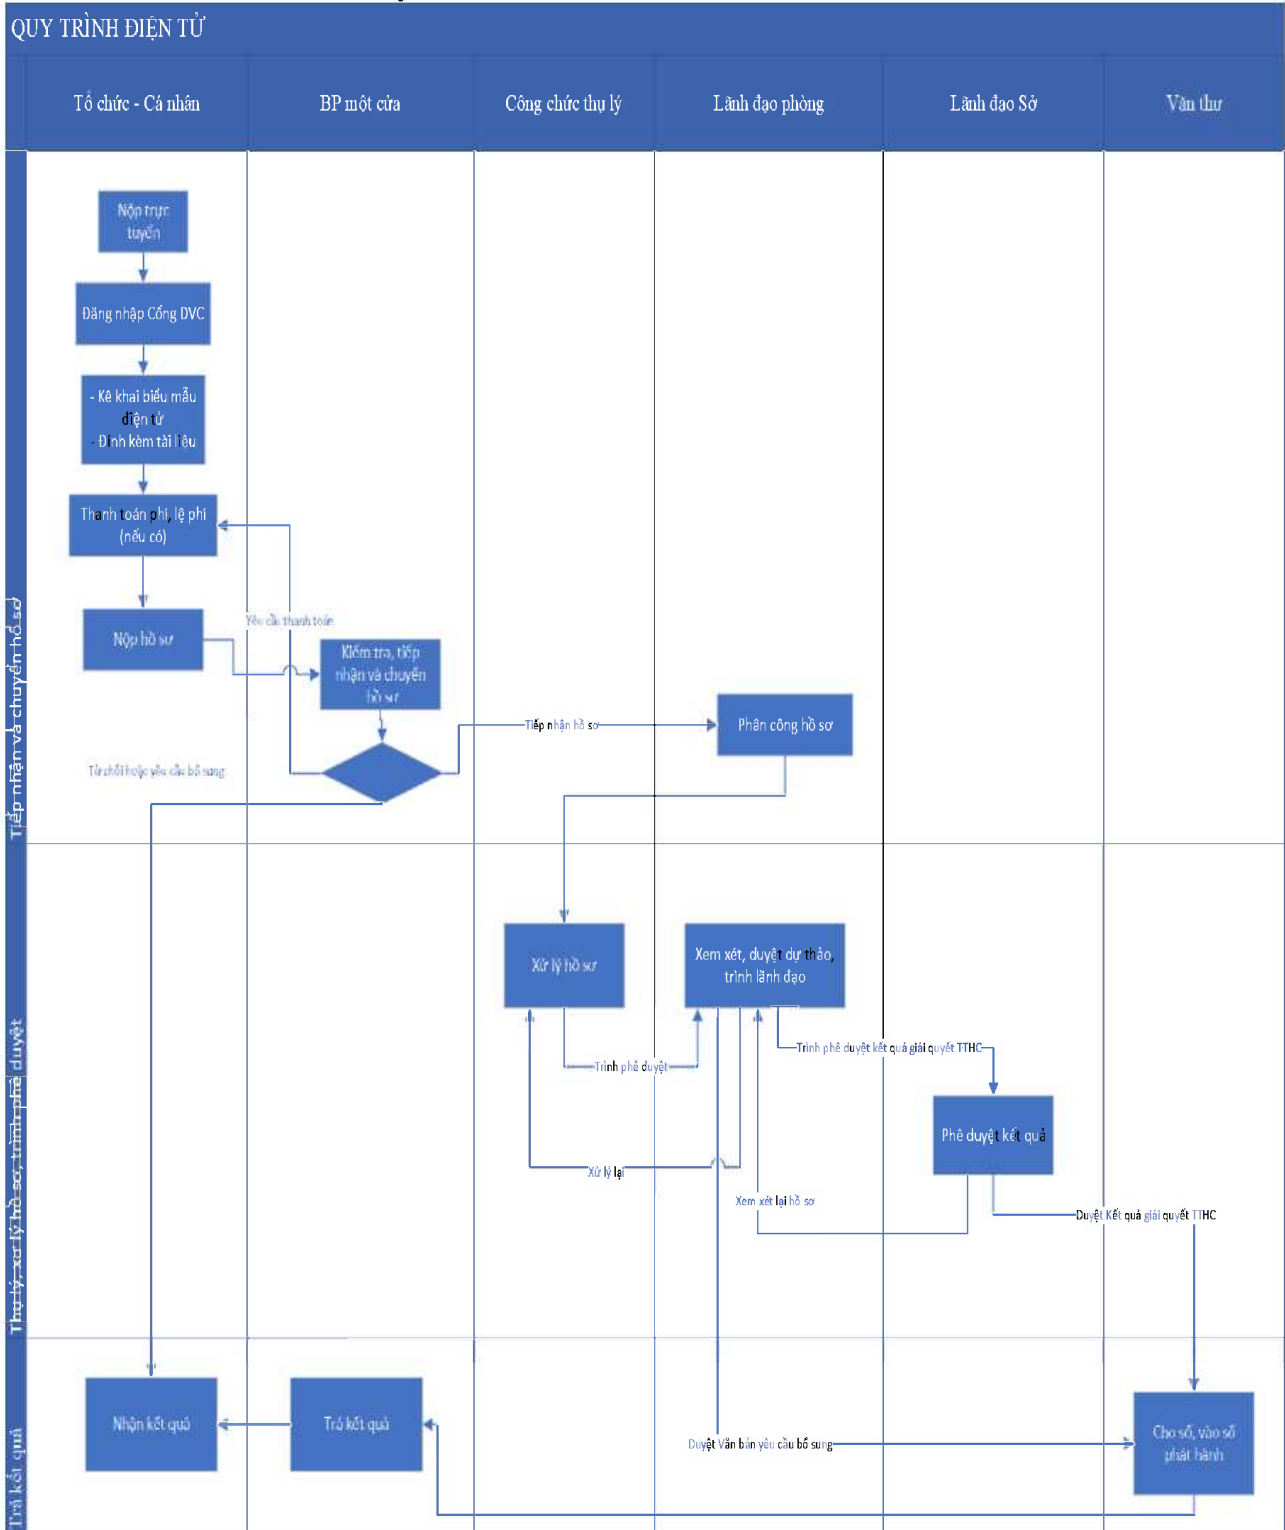 QUY TRÌNH ĐIỆN TỬ
Tổ chức - Cá nhân
BP một cửa
Công chức thụ lý
Lãnh đạo phòng
Lãnh đạo Sở
Văn thư
Tiếp nhận và chuyển hồ sơ
Nộp trực
tuyến
Đăng nhập Cổng DVC
- Kê khai biểu mẫu
điện tử
- Đính kèm tài liệu
Thanh toán phí, lệ phí
(nếu có)
Nộp hồ sơ
Yêu cầu thanh toán
Kiểm tra, tiếp
nhận và chuyển
hồ sơ
Tiếp nhận hồ sơ
Phân công hồ sơ
Từ chối hoặc yêu cầu bổ sung
Thụ lý, xử lý hồ sơ, trình phê duyệt
Xử lý hồ sơ
Xem xét, duyệt dự thảo,
trình lãnh đạo
Trình phê duyệt kết quả giải quyết TTHC
Trình phê duyệt
Phê duyệt kết quả
Xử lý lại
Xem xét lại hồ sơ
Duyệt Kết quả giải quyết TTHC
Trả kết quả
Nhận kết quả
Trả kết quả
Duyệt Văn bản yêu cầu bổ sung
Cho số, vào sổ
phát hành